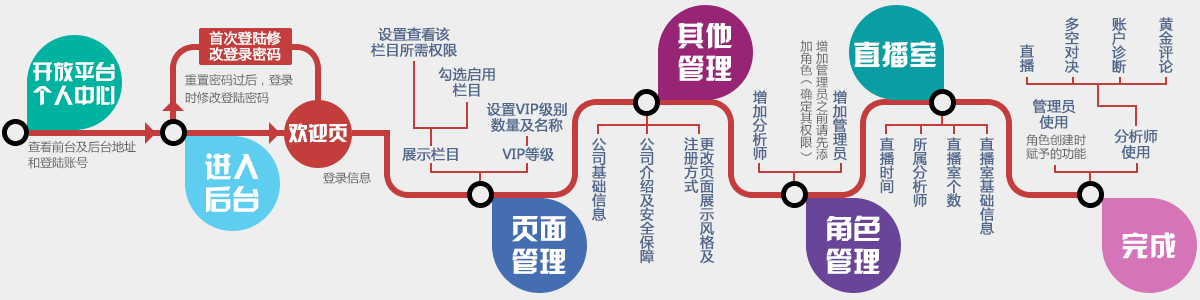 开放平台
个人中心
查看前台及后台地址
和登陆账号
首次登陆修
改登录密码
重置密码过后，登录
时修改登陆密码
进入
后台
欢迎页
登录信息
设置查看该
栏目所需权限
勾选启用
栏目
展示栏目
设置VIP级别
数量及名称
VIP等级
页面
管理
公司基础信息
公司介绍及安全保障
更改页面展示风格及
注册方式
其他
管理
增加分析师
增加管理员之前请先添
加角色（确定其权限）
增加管理员
角色
管理
直播室
直播时间
所属分析师
直播室个数
直播室基础信息
直播
多空对决
账户诊断
黄金评论
管理员
使用
角色创建时
赋予的功能
分析师
使用
完成